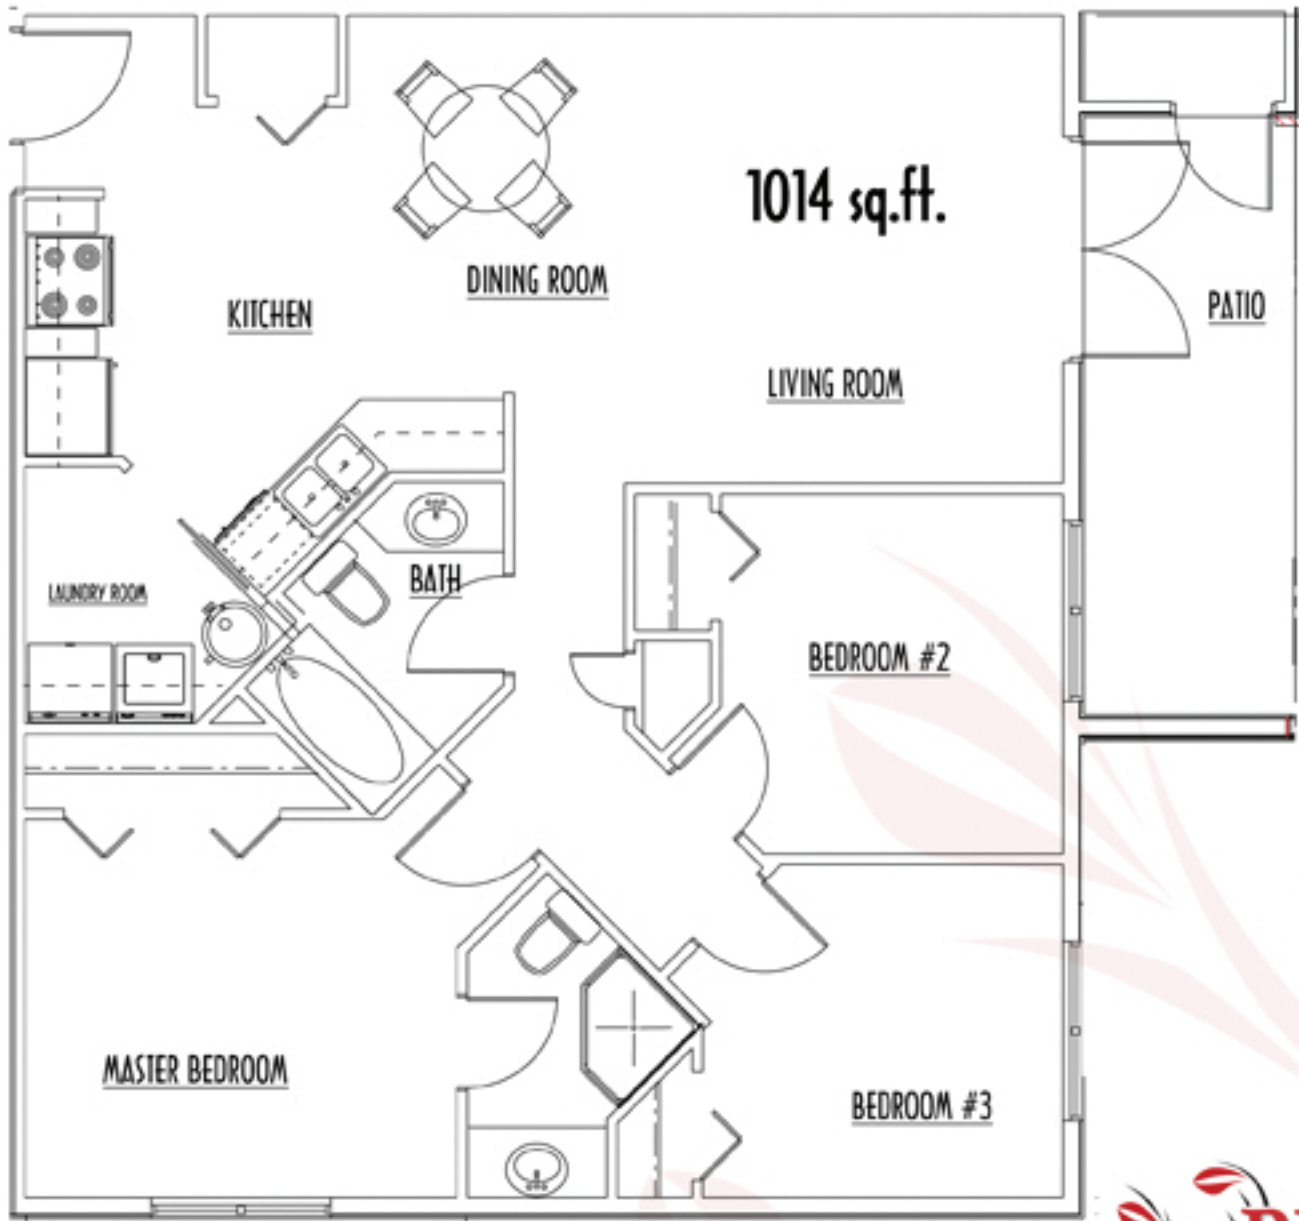 1014 sq.ft.
DINING ROOM
KITCHEN
PATIO
LIVING ROOM
LAUNDRY ROOM
BATH
BEDROOM #2
MASTER BEDROOM
BEDROOM #3